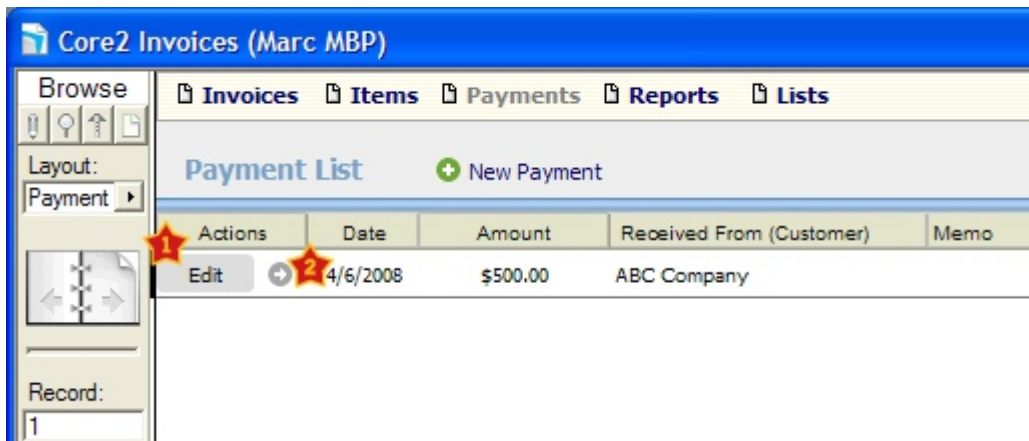 Core2 Invoices (Marc MBP)
Browse
Invoices Items Payments Reports Lists
Layout:
Payment
Payment List New Payment
Actions Date Amount Received From (Customer) Memo
1
Edit 2 4/6/2008 $500.00 ABC Company
Record:
1